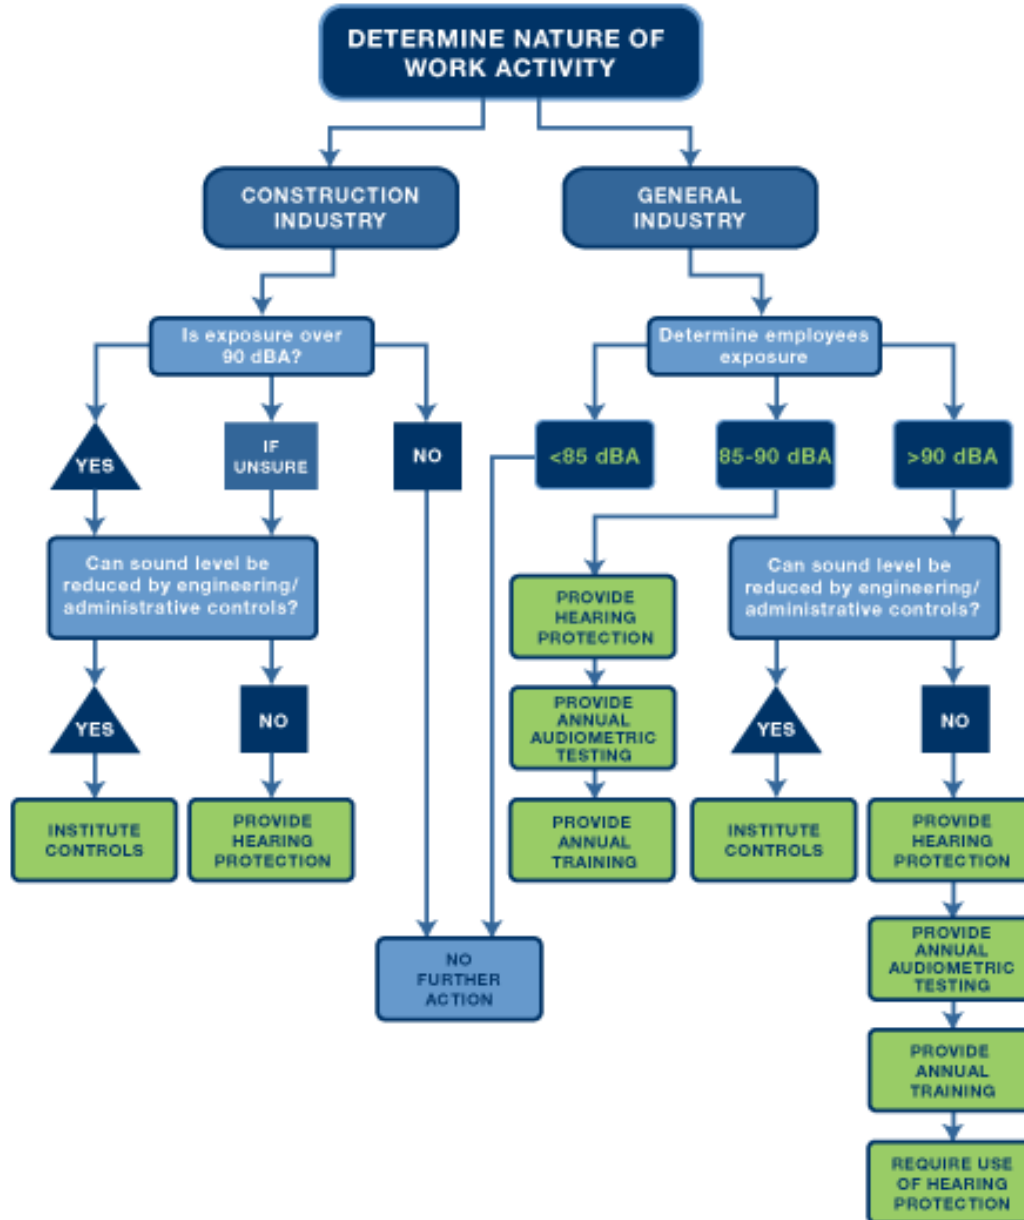 DETERMINE NATURE OF
WORK ACTIVITY
CONSTRUCTION
INDUSTRY
GENERAL
INDUSTRY
Is exposure over
90 dBA?
Determine employees
exposure
YES
IF
UNSURE
NO
<85 dBA
85-90 dBA
>90 dBA
Can sound level be
reduced by engineering/
administrative controls?
Can sound level be
reduced by engineering/
administrative controls?
PROVIDE
HEARING
PROTECTION
YES
NO
PROVIDE
ANNUAL
AUDIOMETRIC
TESTING
YES
NO
INSTITUTE
CONTROLS
PROVIDE
HEARING
PROTECTION
PROVIDE
ANNUAL
TRAINING
INSTITUTE
CONTROLS
PROVIDE
HEARING
PROTECTION
NO
FURTHER
ACTION
PROVIDE
ANNUAL
AUDIOMETRIC
TESTING
PROVIDE
ANNUAL
TRAINING
REQUIRE USE
OF HEARING
PROTECTION